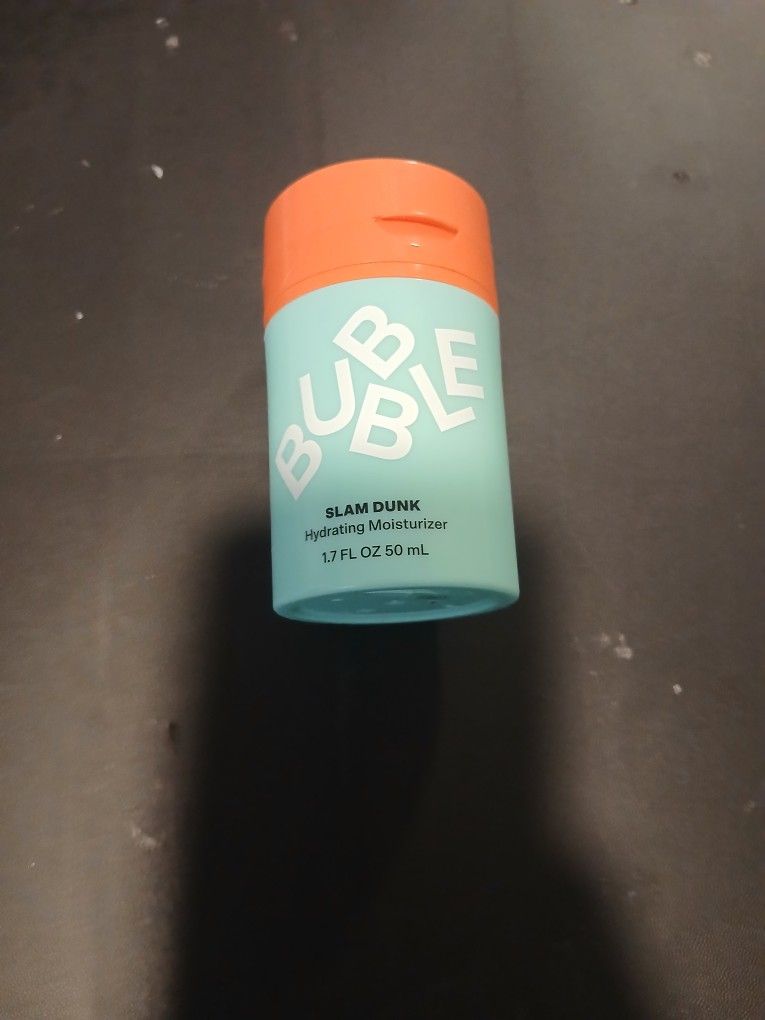 BUBBLE
SLAM DUNK
Hydrating Moisturizer
1.7 FL OZ 50 mL